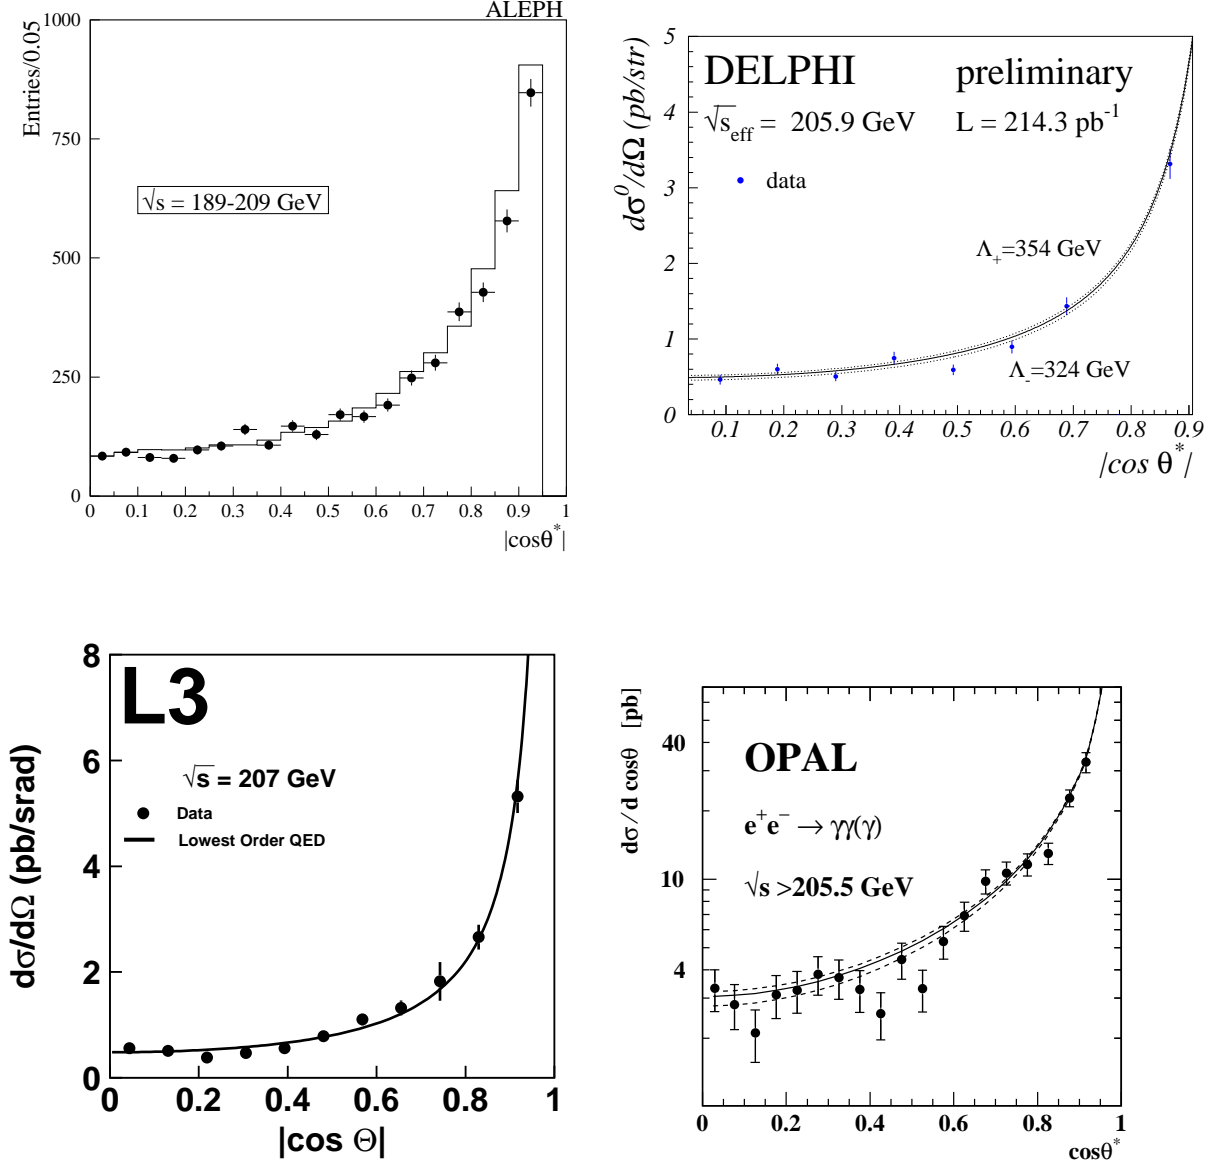 ALEPH
Entries/0.05
1000
750
500
250
0
√s = 189-209 GeV
0 0.1 0.2 0.3 0.4 0.5 0.6 0.7 0.8 0.9 1
|cosθ*|
DELPHI preliminary
√s_eff = 205.9 GeV L = 214.3 pb⁻¹
data
dσ⁰/dΩ (pb/str)
5
4
3
2
1
0
Λ₊=354 GeV
Λ₋=324 GeV
0.1 0.2 0.3 0.4 0.5 0.6 0.7 0.8 0.9
|cos θ*|
L3
√s = 207 GeV
Data
Lowest Order QED
dσ/dΩ (pb/srad)
8
6
4
2
0
0 0.2 0.4 0.6 0.8 1
|cos Θ|
OPAL
e⁺e⁻ → γγ(γ)
√s >205.5 GeV
dσ/d cosθ [pb]
40
10
4
0 0.2 0.4 0.6 0.8 1
cosθ*